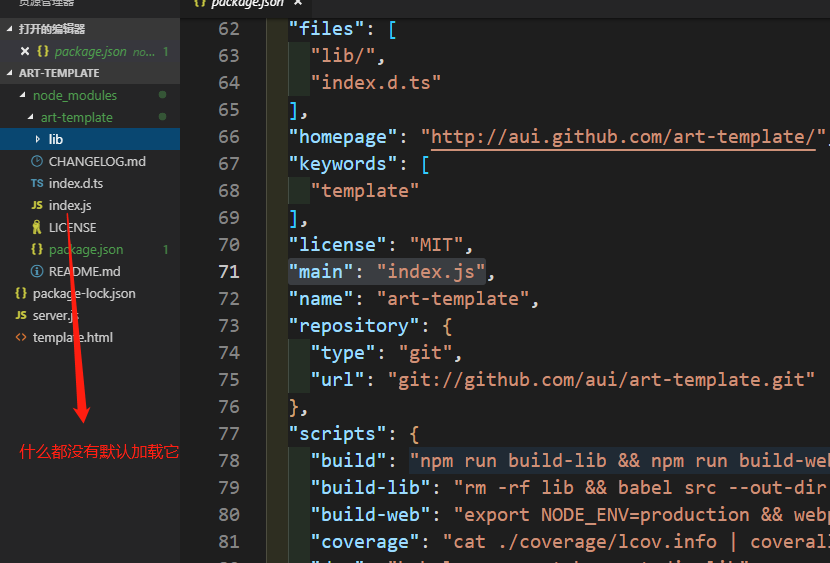 资源管理器
package.json
打开的编辑器
package.json no... 1
ART-TEMPLATE
node_modules
art-template
lib
CHANGELOG.md
TS index.d.ts
JS index.js
LICENSE
{} package.json 1
README.md
{} package-lock.json
JS server.js
<> template.html
什么都没有默认加载它
62 "files": [
63 "lib/",
64 "index.d.ts"
65 ],
66 "homepage": "http://aui.github.com/art-template/",
67 "keywords": [
68 "template"
69 ],
70 "license": "MIT",
71 "main": "index.js",
72 "name": "art-template",
73 "repository": {
74 "type": "git",
75 "url": "git://github.com/aui/art-template.git"
76 },
77 "scripts": {
78 "build": "npm run build-lib && npm run build-web
79 "build-lib": "rm -rf lib && babel src --out-dir
80 "build-web": "export NODE_ENV=production && webp
81 "coverage": "cat ./coverage/lcov.info | coverall